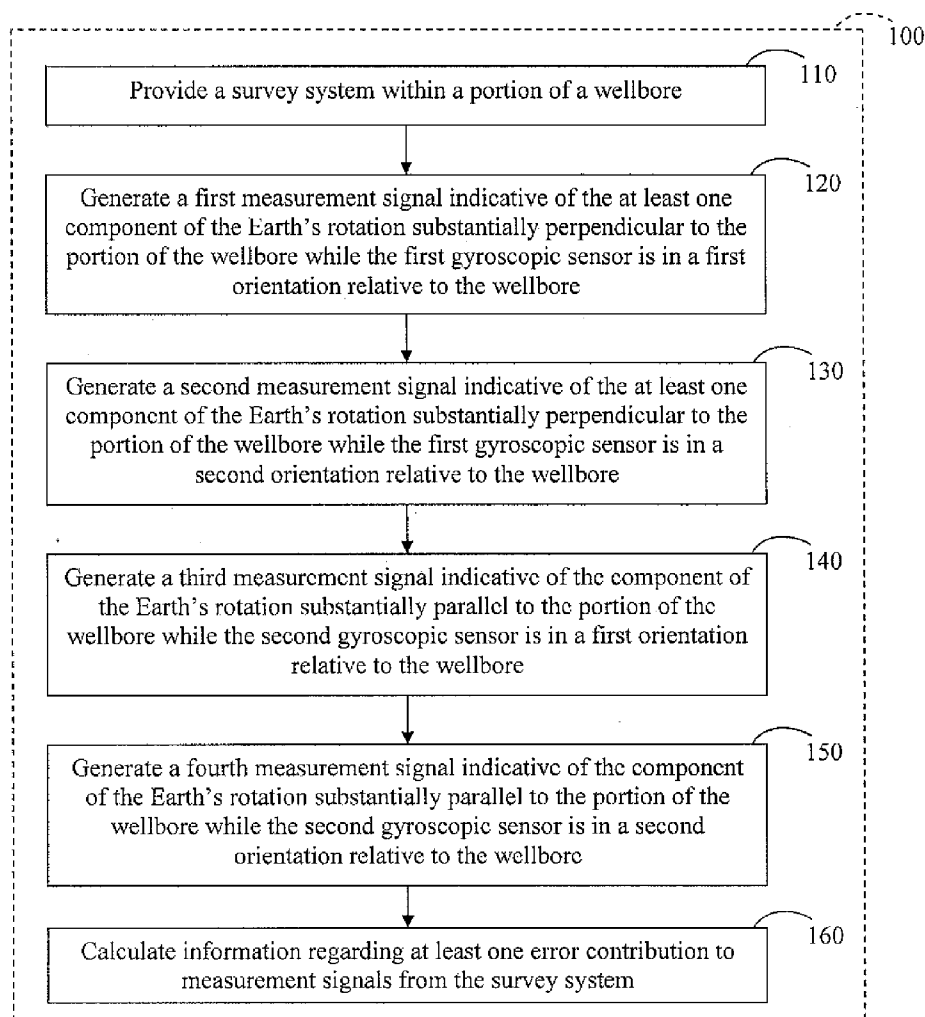 100
110
Provide a survey system within a portion of a wellbore
120
Generate a first measurement signal indicative of the at least one
component of the Earth's rotation substantially perpendicular to the
portion of the wellbore while the first gyroscopic sensor is in a first
orientation relative to the wellbore
130
Generate a second measurement signal indicative of the at least one
component of the Earth's rotation substantially perpendicular to the
portion of the wellbore while the first gyroscopic sensor is in a
second orientation relative to the wellbore
140
Generate a third measurement signal indicative of the component of
the Earth's rotation substantially parallel to the portion of the
wellbore while the second gyroscopic sensor is in a first orientation
relative to the wellbore
150
Generate a fourth measurement signal indicative of the component
of the Earth's rotation substantially parallel to the portion of the
wellbore while the second gyroscopic sensor is in a second
orientation relative to the wellbore
160
Calculate information regarding at least one error contribution to
measurement signals from the survey system